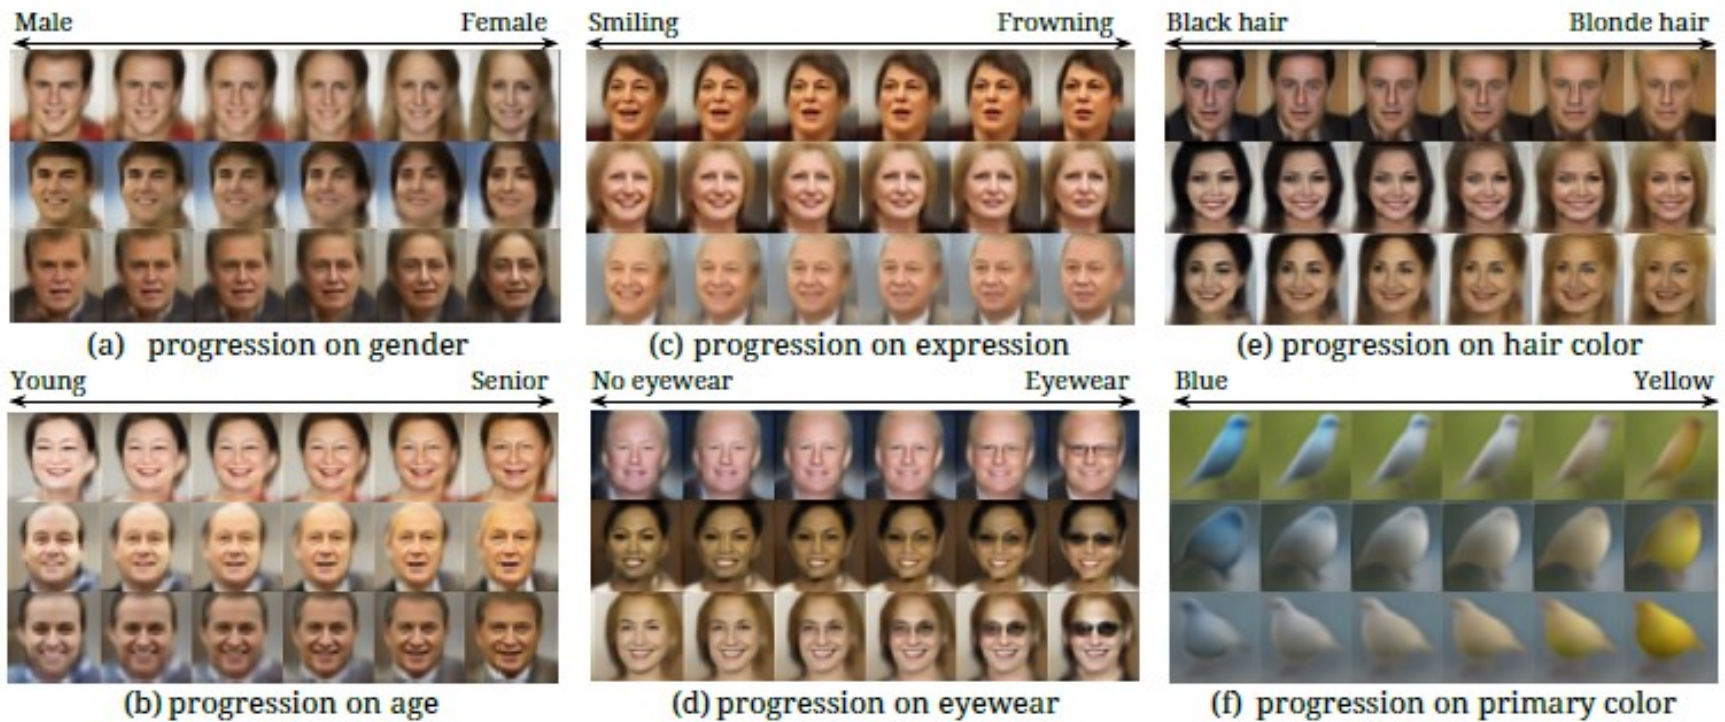 Male Female
Smiling Frowning
Black hair Blonde hair
(a) progression on gender
(c) progression on expression
(e) progression on hair color
Young Senior
No eyewear Eyewear
Blue Yellow
(b) progression on age
(d) progression on eyewear
(f) progression on primary color